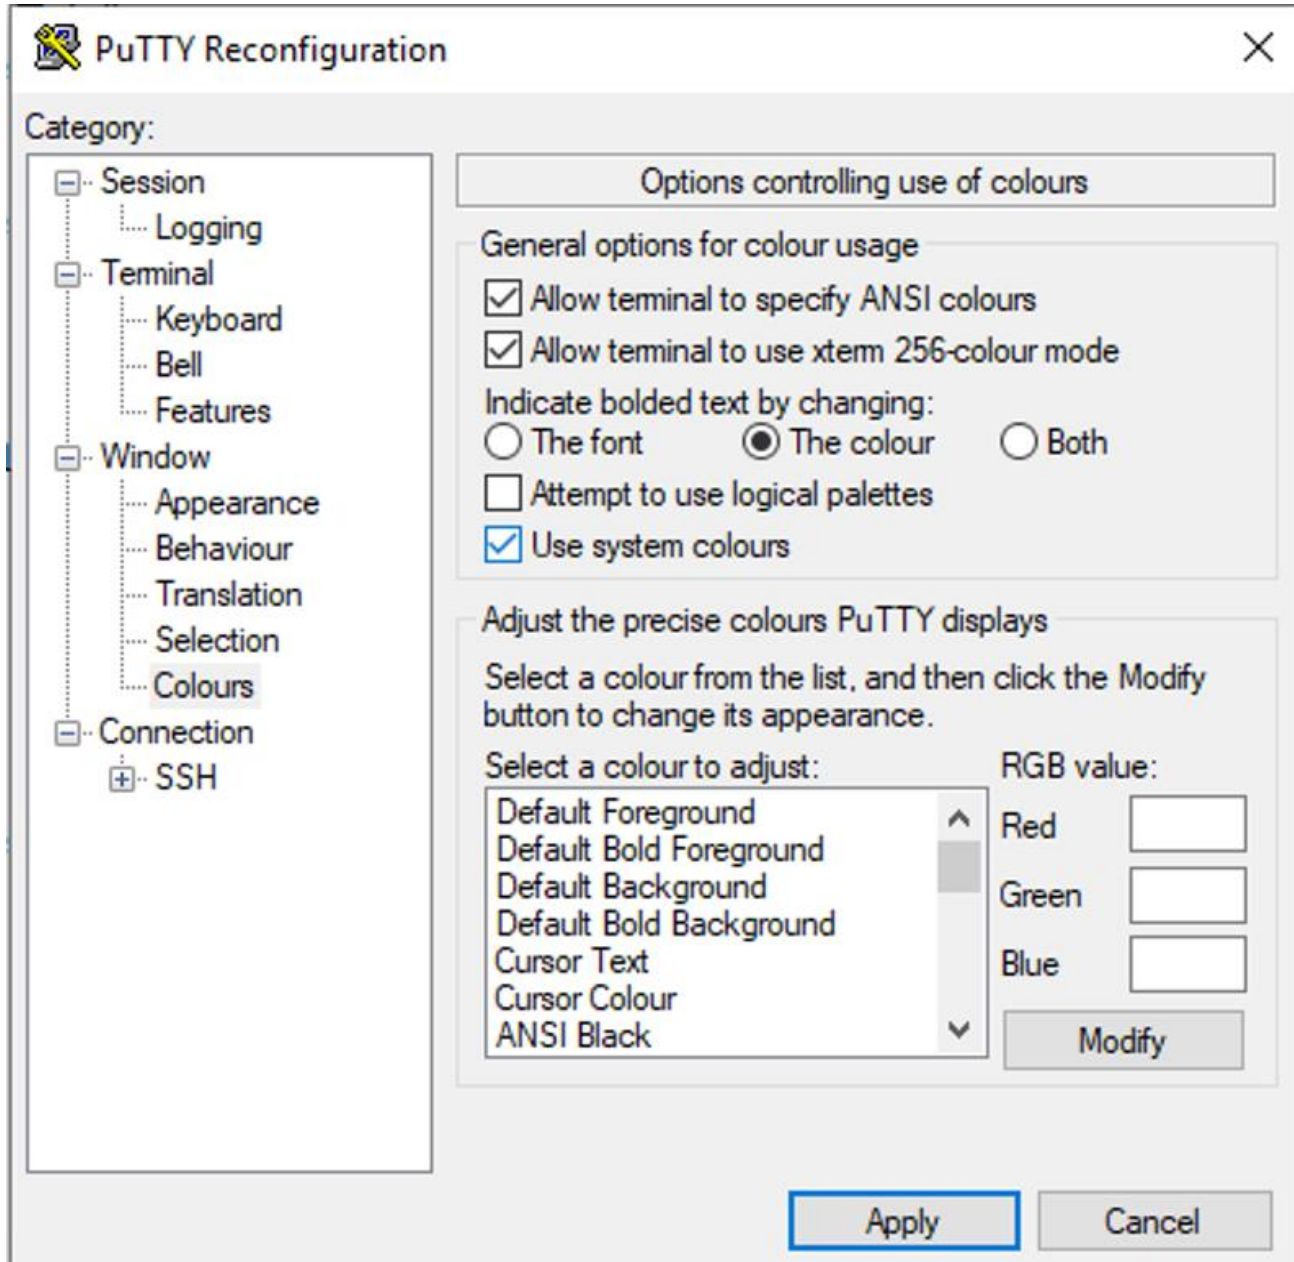 PuTTY Reconfiguration
Category:
Session
Logging
Terminal
Keyboard
Bell
Features
Window
Appearance
Behaviour
Translation
Selection
Colours
Connection
SSH
Options controlling use of colours
General options for colour usage
Allow terminal to specify ANSI colours
Allow terminal to use xterm 256-colour mode
Indicate bolded text by changing:
The font The colour Both
Attempt to use logical palettes
Use system colours
Adjust the precise colours PuTTY displays
Select a colour from the list, and then click the Modify
button to change its appearance.
Select a colour to adjust: RGB value:
Default Foreground
Default Bold Foreground
Default Background
Default Bold Background
Cursor Text
Cursor Colour
ANSI Black
Red
Green
Blue
Modify
Apply Cancel